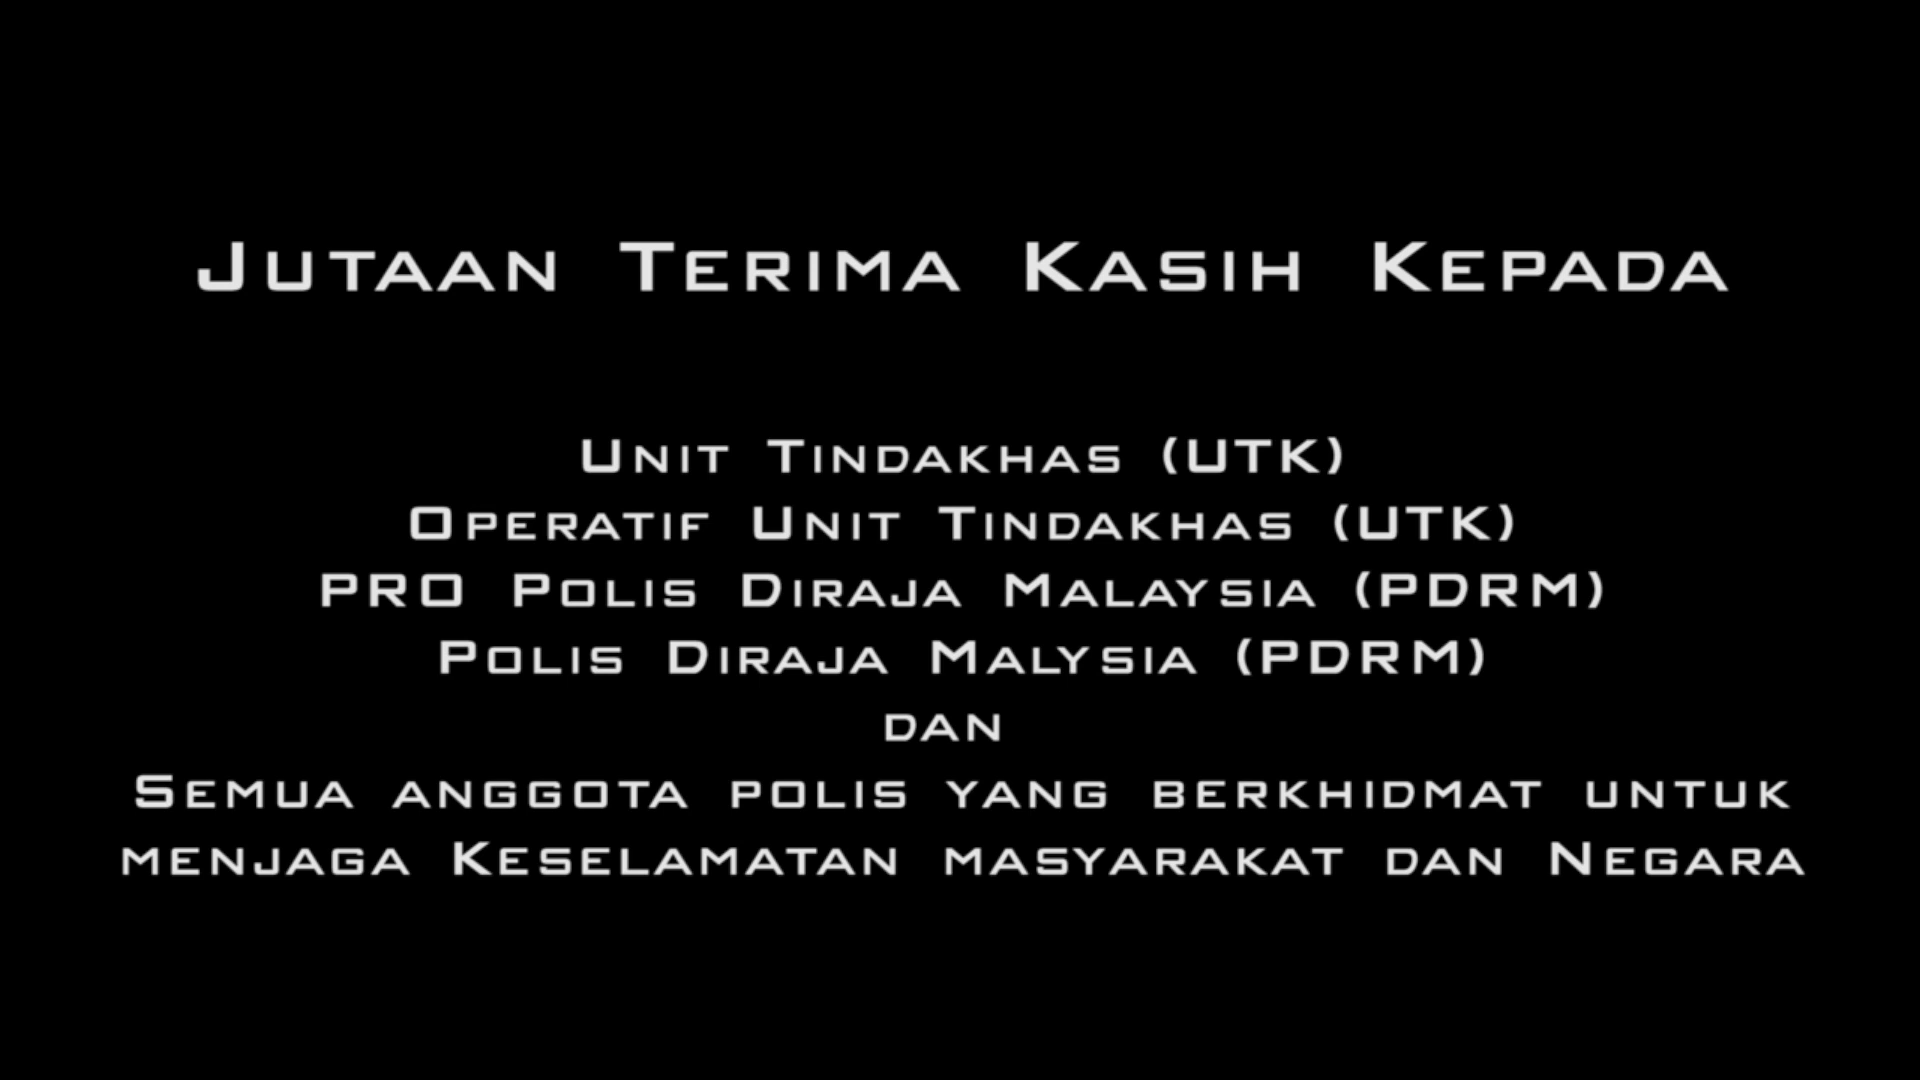 Jutaan Terima Kasih Kepada
Unit Tindakhas (UTK)
Operatif Unit Tindakhas (UTK)
PRO Polis Diraja Malaysia (PDRM)
Polis Diraja Malysia (PDRM)
dan
Semua anggota polis yang berkhidmat untuk
menjaga Keselamatan masyarakat dan Negara